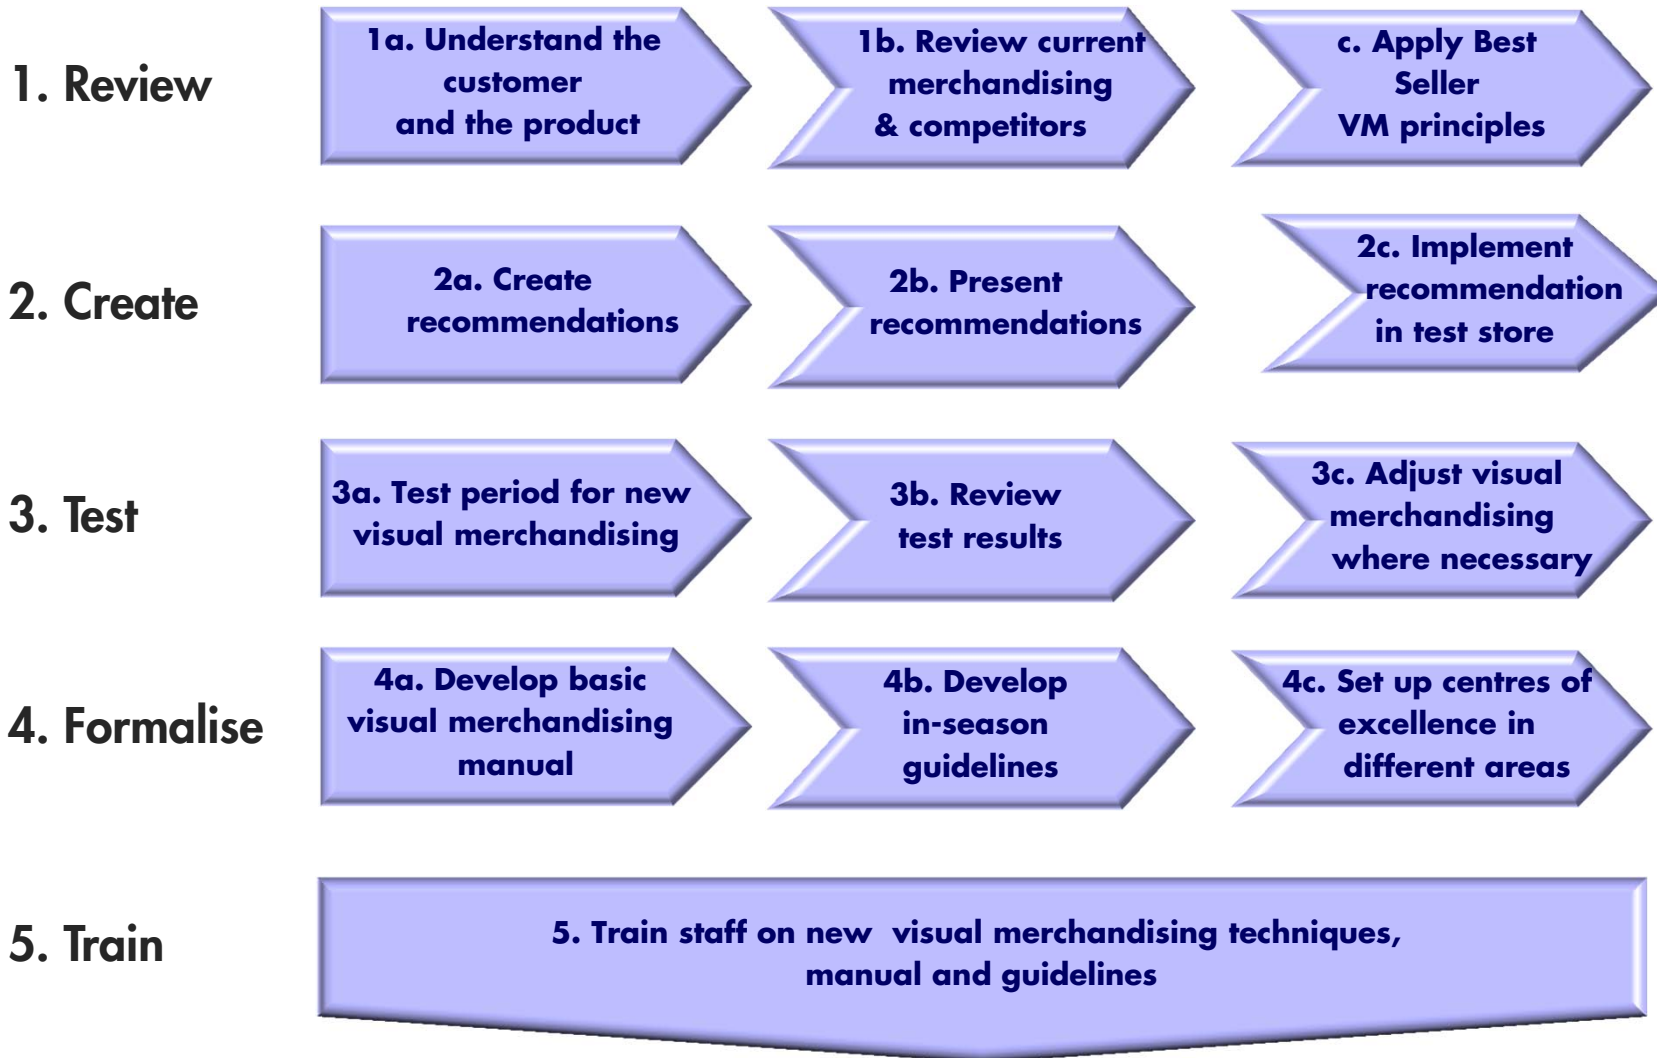 1. Review
1a. Understand the
customer
and the product
1b. Review current
merchandising
& competitors
c. Apply Best
Seller
VM principles
2. Create
2a. Create
recommendations
2b. Present
recommendations
2c. Implement
recommendation
in test store
3. Test
3a. Test period for new
visual merchandising
3b. Review
test results
3c. Adjust visual
merchandising
where necessary
4. Formalise
4a. Develop basic
visual merchandising
manual
4b. Develop
in-season
guidelines
4c. Set up centres of
excellence in
different areas
5. Train
5. Train staff on new  visual merchandising techniques,
manual and guidelines